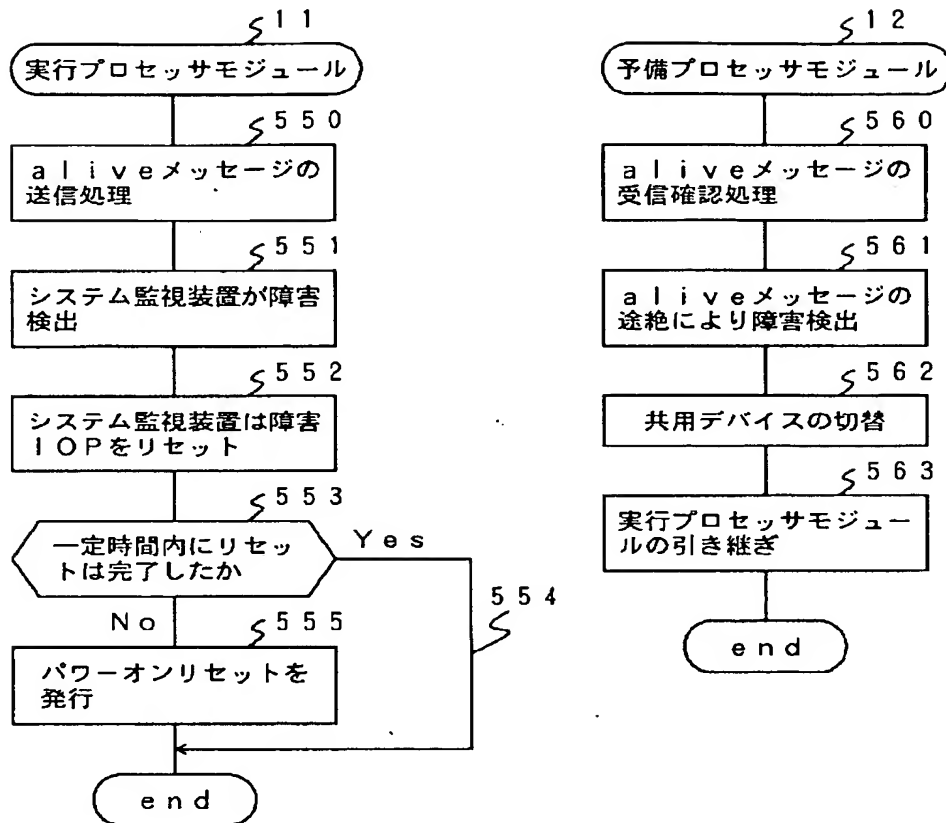 11
実行プロセッサモジュール
550
aliveメッセージの
送信処理
551
システム監視装置が障害
検出
552
システム監視装置は障害
IOPをリセット
553
一定時間内にリセッ
トは完了したか
Yes
554
No
555
パワーオンリセットを
発行
end
12
予備プロセッサモジュール
560
aliveメッセージの
受信確認処理
561
aliveメッセージの
途絶により障害検出
562
共用デバイスの切替
563
実行プロセッサモジュー
ルの引き継ぎ
end